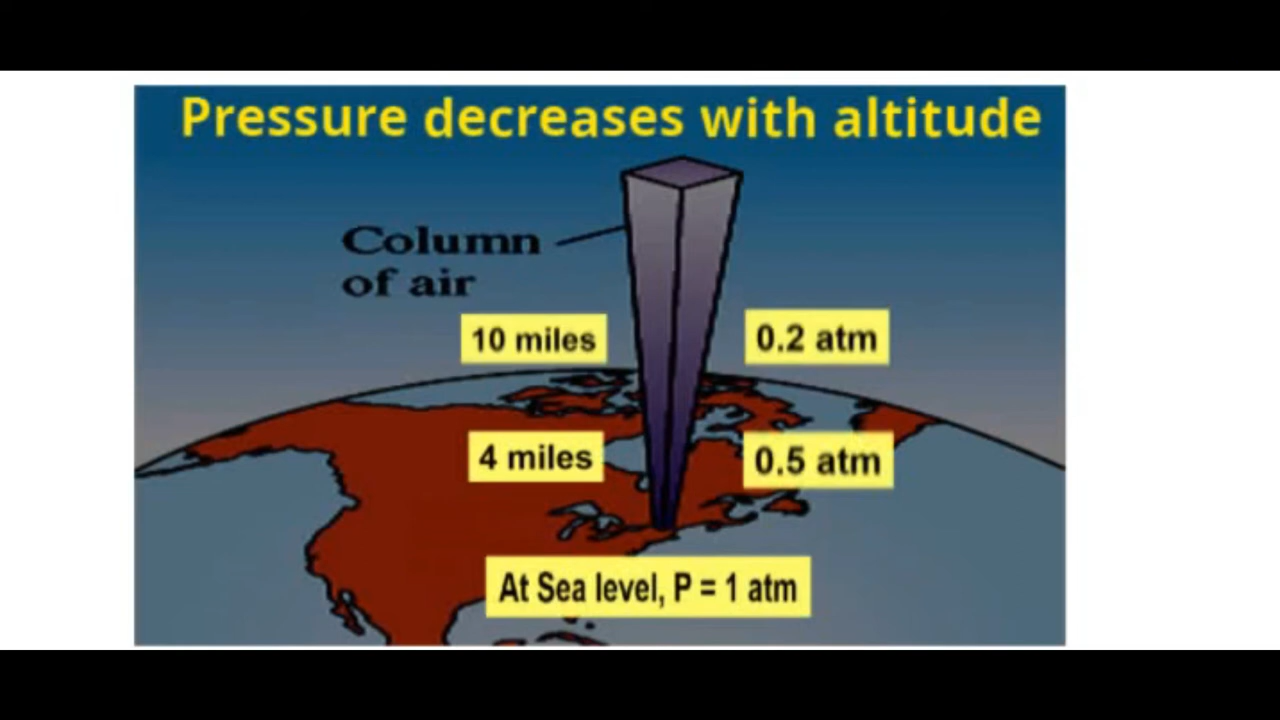 Pressure decreases with altitude
Column
of air
10 miles
0.2 atm
4 miles
0.5 atm
At Sea level, P = 1 atm